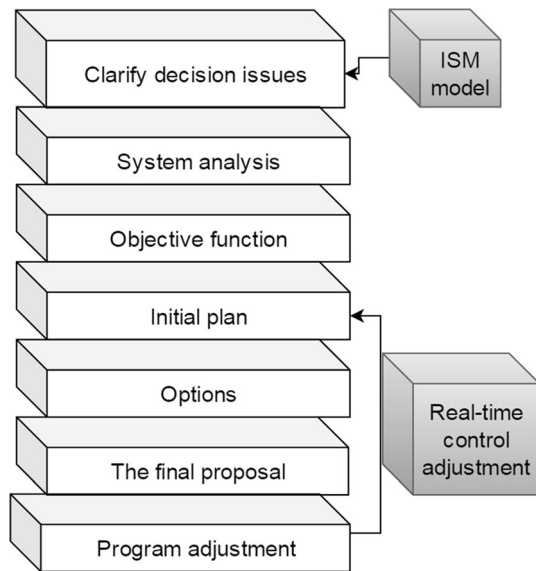 Clarify decision issues
ISM
model
System analysis
Objective function
Initial plan
Options
Real-time
control
adjustment
The final proposal
Program adjustment